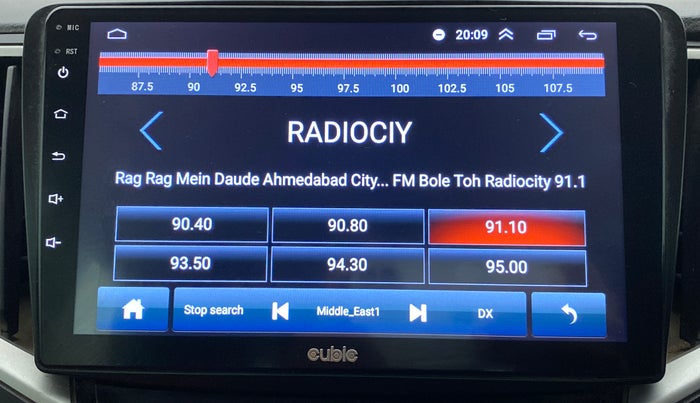 MIC
20:09
RST
87.5 90 92.5 95 97.5 100 102.5 105 107.5
RADIOCIY
Rag Rag Mein Daude Ahmedabad City... FM Bole Toh Radiocity 91.1
90.40 90.80 91.10
93.50 94.30 95.00
Stop search Middle_East1 DX
cubic